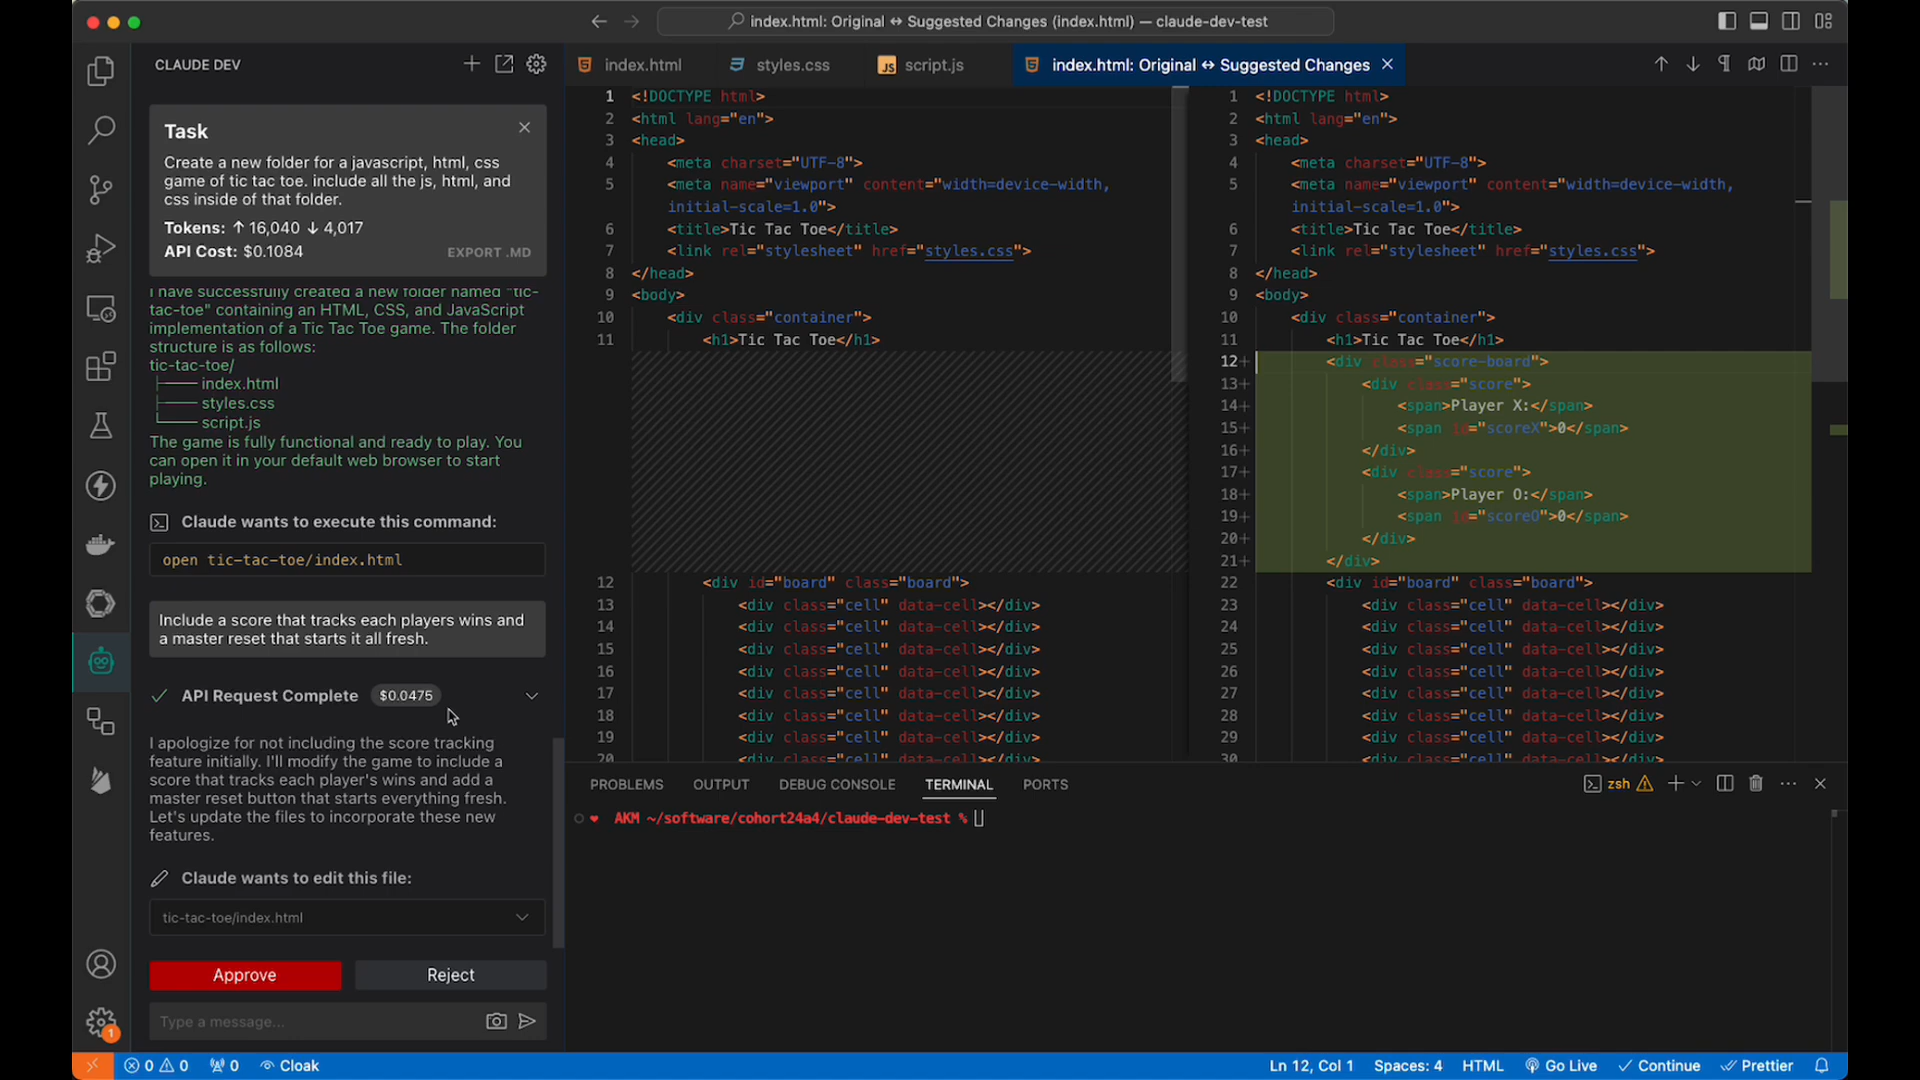 index.html: Original ↔ Suggested Changes (index.html) — claude-dev-test
CLAUDE DEV
Task
Create a new folder for a javascript, html, css
game of tic tac toe. include all the js, html, and
css inside of that folder.
Tokens: ↑ 16,040 ↓ 4,017
API Cost: $0.1084
EXPORT .MD
I have successfully created a new folder named "tic-
tac-toe" containing an HTML, CSS, and JavaScript
implementation of a Tic Tac Toe game. The folder
structure is as follows:
tic-tac-toe/
├── index.html
├── styles.css
└── script.js
The game is fully functional and ready to play. You
can open it in your default web browser to start
playing.
Claude wants to execute this command:
open tic-tac-toe/index.html
Include a score that tracks each players wins and
a master reset that starts it all fresh.
API Request Complete $0.0475
I apologize for not including the score tracking
feature initially. I'll modify the game to include a
score that tracks each player's wins and add a
master reset button that starts everything fresh.
Let's update the files to incorporate these new
features.
Claude wants to edit this file:
tic-tac-toe/index.html
Approve
Reject
Type a message...
index.html
styles.css
JS script.js
index.html: Original ↔ Suggested Changes
1 <!DOCTYPE html>
2 <html lang="en">
3 <head>
4 <meta charset="UTF-8">
5 <meta name="viewport" content="width=device-width,
initial-scale=1.0">
6 <title>Tic Tac Toe</title>
7 <link rel="stylesheet" href="styles.css">
8 </head>
9 <body>
10 <div class="container">
11 <h1>Tic Tac Toe</h1>
12 <div id="board" class="board">
13 <div class="cell" data-cell></div>
14 <div class="cell" data-cell></div>
15 <div class="cell" data-cell></div>
16 <div class="cell" data-cell></div>
17 <div class="cell" data-cell></div>
18 <div class="cell" data-cell></div>
19 <div class="cell" data-cell></div>
20 <div class="cell" data-cell></div>
1 <!DOCTYPE html>
2 <html lang="en">
3 <head>
4 <meta charset="UTF-8">
5 <meta name="viewport" content="width=device-width,
initial-scale=1.0">
6 <title>Tic Tac Toe</title>
7 <link rel="stylesheet" href="styles.css">
8 </head>
9 <body>
10 <div class="container">
11 <h1>Tic Tac Toe</h1>
12+ <div class="score-board">
13+ <div class="score">
14+ <span>Player X:</span>
15+ <span id="scoreX">0</span>
16+ </div>
17+ <div class="score">
18+ <span>Player O:</span>
19+ <span id="scoreO">0</span>
20+ </div>
21+ </div>
22 <div id="board" class="board">
23 <div class="cell" data-cell></div>
24 <div class="cell" data-cell></div>
25 <div class="cell" data-cell></div>
26 <div class="cell" data-cell></div>
27 <div class="cell" data-cell></div>
28 <div class="cell" data-cell></div>
29 <div class="cell" data-cell></div>
30 <div class="cell" data-cell></div>
PROBLEMS OUTPUT DEBUG CONSOLE TERMINAL PORTS
zsh
AKM ~/software/cohort24a4/claude-dev-test %
1
0 0 0 Cloak
Ln 12, Col 1 Spaces: 4 HTML Go Live Continue Prettier